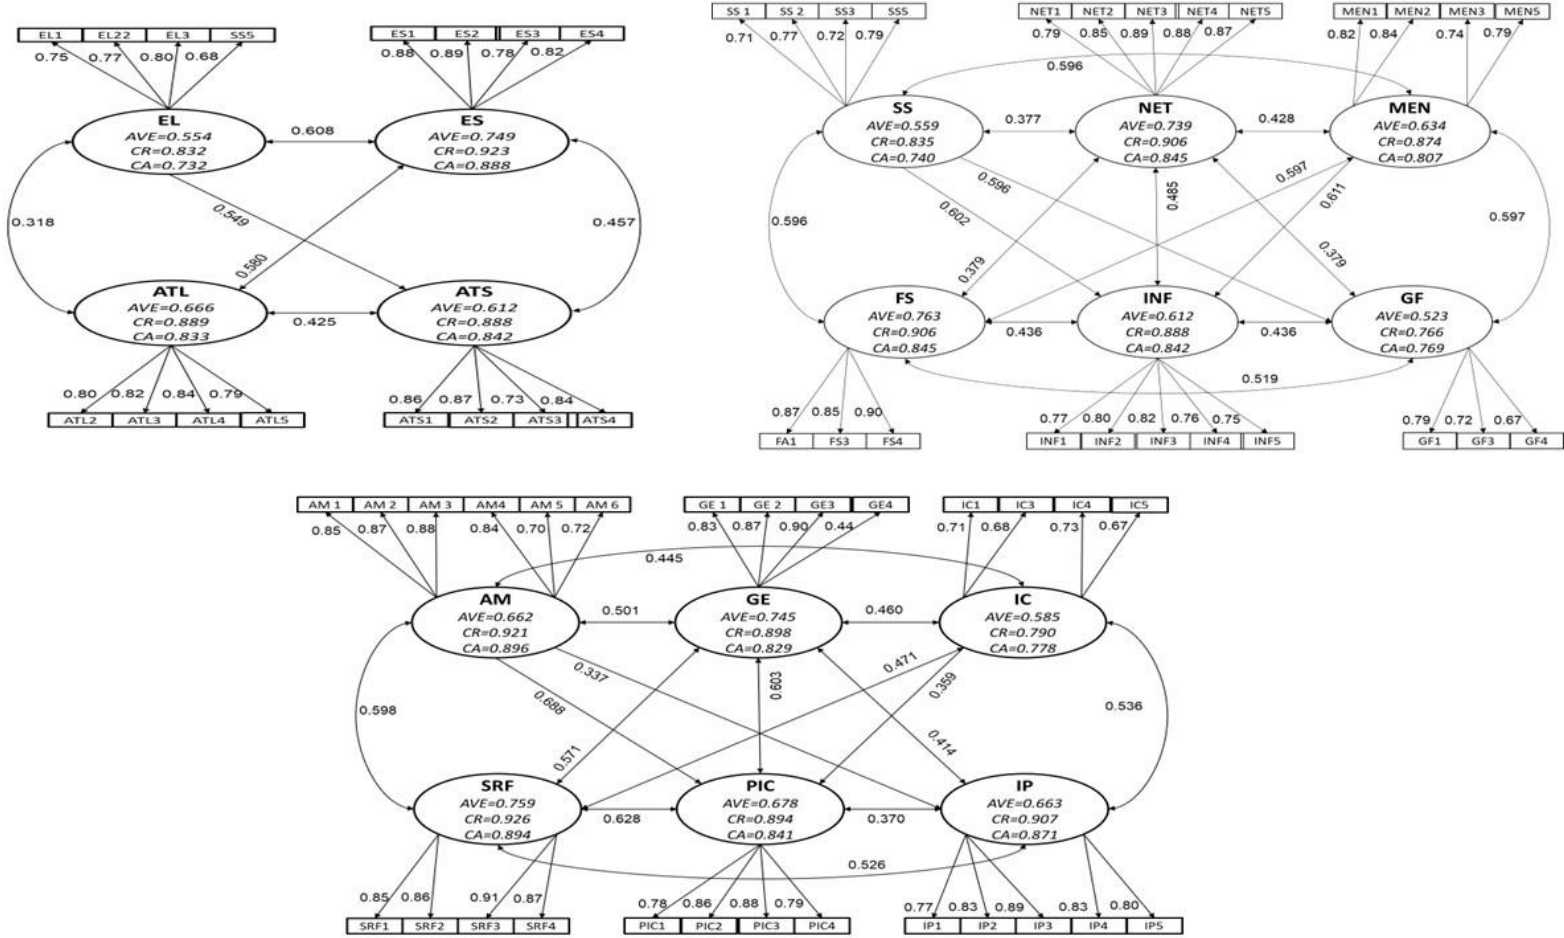 EL1 EL22 EL3 SS5
0.75 0.77 0.80 0.68
ES1 ES2 ES3 ES4
0.88 0.89 0.78 0.82
EL
AVE=0.554
CR=0.832
CA=0.732
0.608
ES
AVE=0.749
CR=0.923
CA=0.888
0.318
0.549
0.580
0.457
ATL
AVE=0.666
CR=0.889
CA=0.833
0.425
ATS
AVE=0.612
CR=0.888
CA=0.842
0.80 0.82 0.84 0.79
ATL2 ATL3 ATL4 ATL5
0.86 0.87 0.73 0.84
ATS1 ATS2 ATS3 ATS4
SS 1 SS 2 SS3 SS5
0.71 0.77 0.72 0.79
NET1 NET2 NET3 NET4 NET5
0.79 0.85 0.89 0.88 0.87
MEN1 MEN2 MEN3 MEN5
0.82 0.84 0.74 0.79
0.596
SS
AVE=0.559
CR=0.835
CA=0.740
0.377
NET
AVE=0.739
CR=0.906
CA=0.845
0.428
MEN
AVE=0.634
CR=0.874
CA=0.807
0.596
0.602
0.596
0.485
0.597
0.611
0.379
0.379
0.597
FS
AVE=0.763
CR=0.906
CA=0.845
0.436
INF
AVE=0.612
CR=0.888
CA=0.842
0.436
GF
AVE=0.523
CR=0.766
CA=0.769
0.519
0.87 0.85 0.90
FA1 FS3 FS4
0.77 0.80 0.82 0.76 0.75
INF1 INF2 INF3 INF4 INF5
0.79 0.72 0.67
GF1 GF3 GF4
AM 1 AM 2 AM 3 AM4 AM 5 AM 6
0.85 0.87 0.88 0.84 0.70 0.72
GE 1 GE 2 GE3 GE4
0.83 0.87 0.90 0.44
IC1 IC3 IC4 IC5
0.71 0.68 0.73 0.67
0.445
AM
AVE=0.662
CR=0.921
CA=0.896
0.501
GE
AVE=0.745
CR=0.898
CA=0.829
0.460
IC
AVE=0.585
CR=0.790
CA=0.778
0.598
0.688
0.337
0.571
0.603
0.471
0.359
0.414
0.536
SRF
AVE=0.759
CR=0.926
CA=0.894
0.628
PIC
AVE=0.678
CR=0.894
CA=0.841
0.370
IP
AVE=0.663
CR=0.907
CA=0.871
0.526
0.85 0.86 0.91 0.87
SRF1 SRF2 SRF3 SRF4
0.78 0.86 0.88 0.79
PIC1 PIC2 PIC3 PIC4
0.77 0.83 0.89 0.83 0.80
IP1 IP2 IP3 IP4 IP5